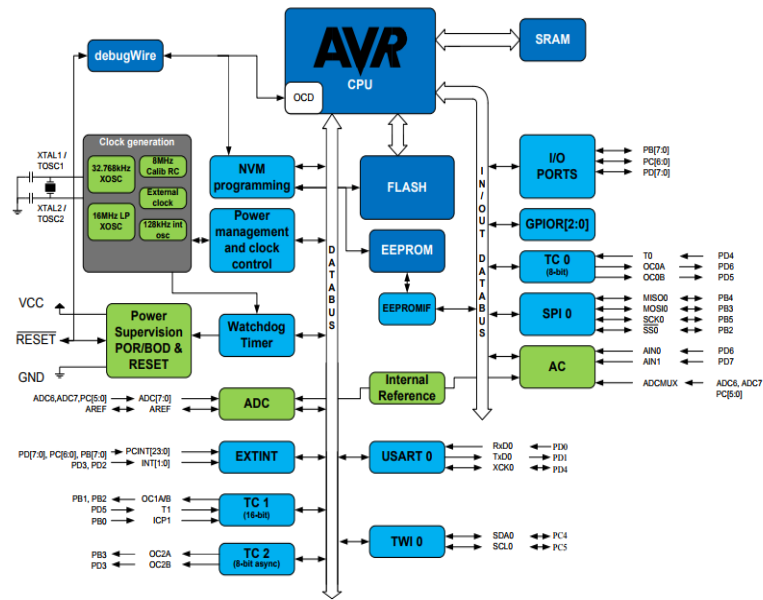 AVR
CPU
OCD
SRAM
debugWire
Clock generation
XTAL1 /
TOSC1
XTAL2 /
TOSC2
32.768kHz
XOSC
8MHz
Calib RC
External
clock
16MHz LP
XOSC
128kHz int
osc
NVM
programming
Power
management
and clock
control
FLASH
EEPROM
EEPROMIF
DATABUS
IN/OUT
DATABUS
I/O
PORTS
PB[7:0]
PC[6:0]
PD[7:0]
GPIOR[2:0]
TC 0
(8-bit)
T0
OC0A
OC0B
PD4
PD6
PD5
SPI 0
MISO0
MOSI0
SCK0
SS0
PB4
PB3
PB5
PB2
AC
AIN0
AIN1
ADCMUX
PD6
PD7
ADC6, ADC7
PC[5:0]
VCC
RESET
GND
Power
Supervision
POR/BOD &
RESET
Watchdog
Timer
Internal
Reference
ADC6,ADC7,PC[5:0]
AREF
ADC[7:0]
AREF
ADC
PD[7:0], PC[6:0], PB[7:0]
PD3, PD2
PCINT[23:0]
INT[1:0]
EXTINT
USART 0
RxD0
TxD0
XCK0
PD0
PD1
PD4
PB1, PB2
PD5
PB0
OC1A/B
T1
ICP1
TC 1
(16-bit)
TWI 0
SDA0
SCL0
PC4
PC5
PB3
PD3
OC2A
OC2B
TC 2
(8-bit async)